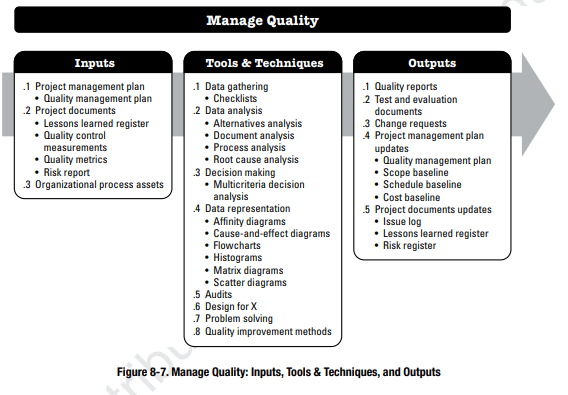 Manage Quality
Inputs
.1 Project management plan
• Quality management plan
.2 Project documents
• Lessons learned register
• Quality control
measurements
• Quality metrics
• Risk report
.3 Organizational process assets
Tools & Techniques
.1 Data gathering
• Checklists
.2 Data analysis
• Alternatives analysis
• Document analysis
• Process analysis
• Root cause analysis
.3 Decision making
• Multicriteria decision
analysis
.4 Data representation
• Affinity diagrams
• Cause-and-effect diagrams
• Flowcharts
• Histograms
• Matrix diagrams
• Scatter diagrams
.5 Audits
.6 Design for X
.7 Problem solving
.8 Quality improvement methods
Outputs
.1 Quality reports
.2 Test and evaluation
documents
.3 Change requests
.4 Project management plan
updates
• Quality management plan
• Scope baseline
• Schedule baseline
• Cost baseline
.5 Project documents updates
• Issue log
• Lessons learned register
• Risk register
Figure 8-7. Manage Quality: Inputs, Tools & Techniques, and Outputs